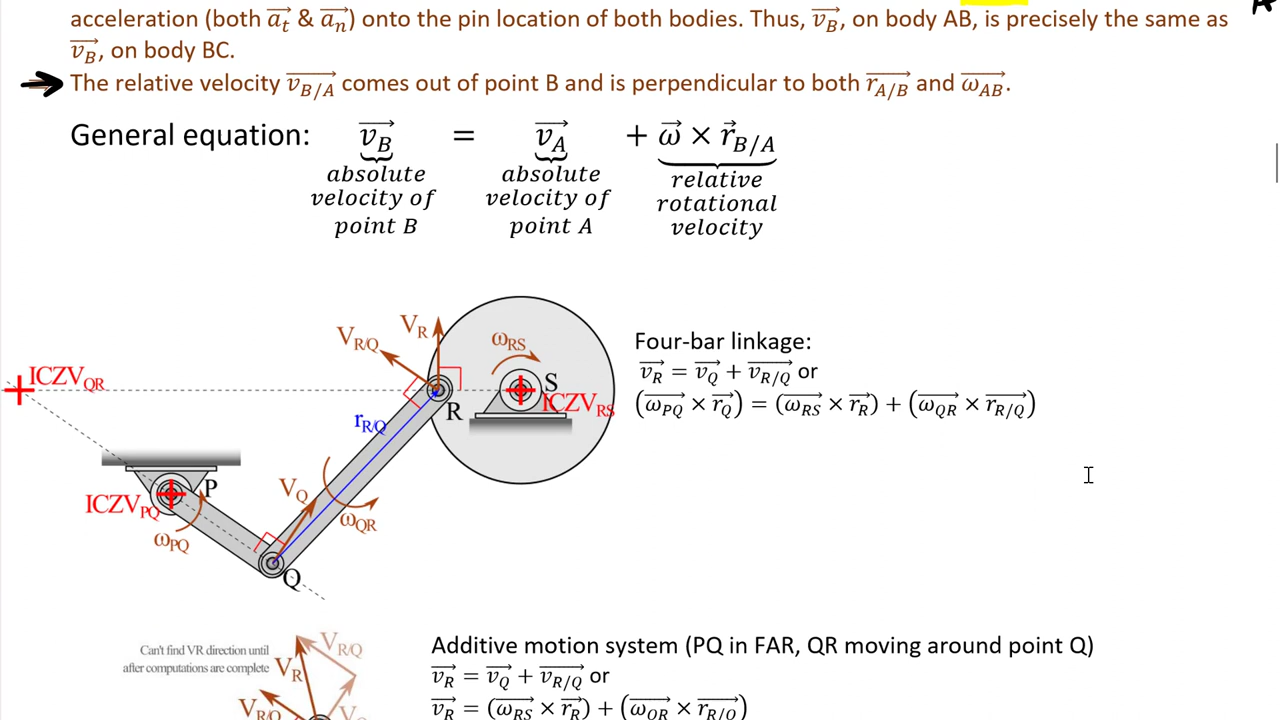 acceleration (both a⃗ₜ & a⃗ₙ) onto the pin location of both bodies. Thus, v_B⃗, on body AB, is precisely the same as
v_B⃗, on body BC.
The relative velocity v_B/A⃗ comes out of point B and is perpendicular to both r_A/B⃗ and ω_AB⃗.
General equation: v_B⃗ = v_A⃗ + ω⃗ × r⃗_B/A
absolute velocity of point B
absolute velocity of point A
relative rotational velocity
V_R/Q
V_R
ω_RS
S
ICZV_RS
R
ICZV_QR
r_R/Q
Four-bar linkage:
v_R⃗ = v_Q⃗ + v_R/Q⃗ or
(ω_PQ⃗ × r_Q⃗) = (ω_RS⃗ × r_R⃗) + (ω_QR⃗ × r_R/Q⃗)
P
ICZV_PQ
ω_PQ
V_Q
ω_QR
Q
Can't find VR direction until
after computations are complete
V_R/Q
V_R
V_R/Q
V_Q
Additive motion system (PQ in FAR, QR moving around point Q)
v_R⃗ = v_Q⃗ + v_R/Q⃗ or
v_R⃗ = (ω_RS⃗ × r_R⃗) + (ω_QR⃗ × r_R/Q⃗)